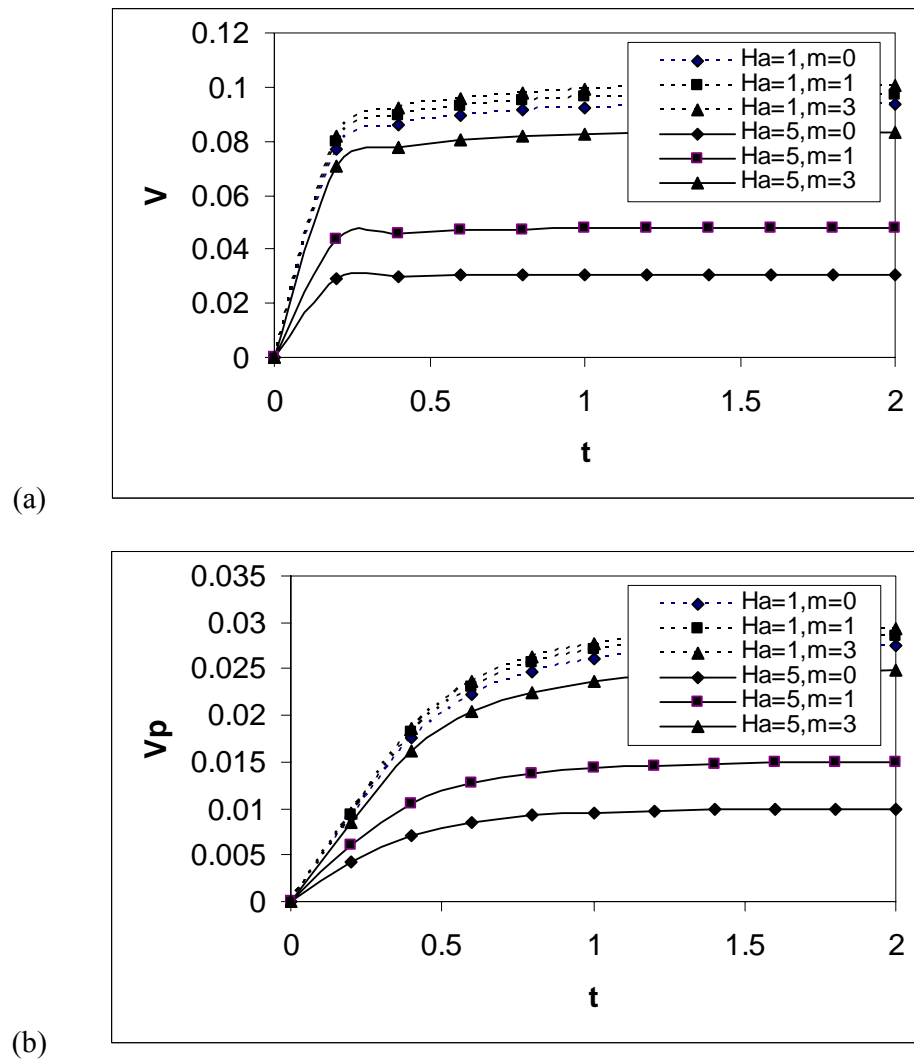 0.12
0.1
0.08
0.06
0.04
0.02
0
V
Ha=1,m=0
Ha=1,m=1
Ha=1,m=3
Ha=5,m=0
Ha=5,m=1
Ha=5,m=3
0 0.5 1 1.5 2
t
(a)
0.035
0.03
0.025
0.02
0.015
0.01
0.005
0
Vp
Ha=1,m=0
Ha=1,m=1
Ha=1,m=3
Ha=5,m=0
Ha=5,m=1
Ha=5,m=3
0 0.5 1 1.5 2
t
(b)